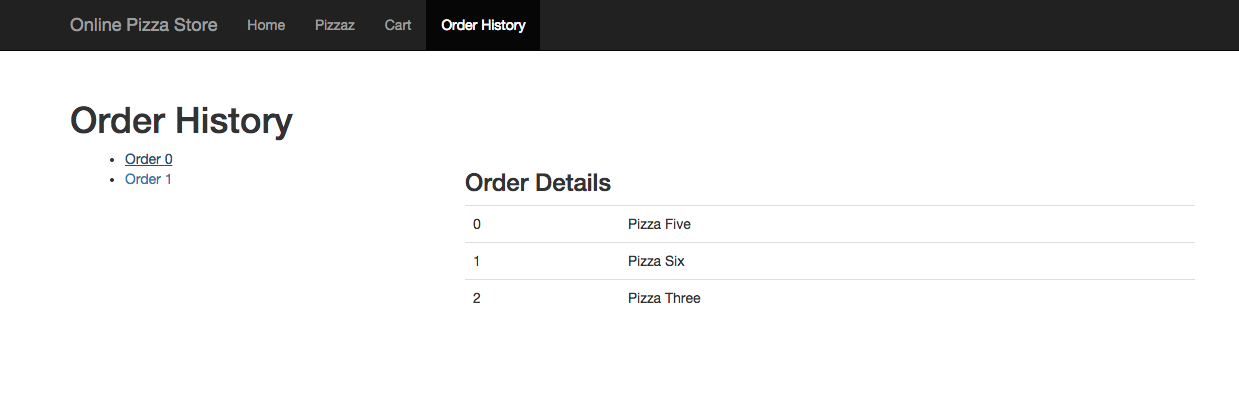 Online Pizza Store Home Pizzaz Cart Order History
Order History
Order 0
Order 1
Order Details
0 Pizza Five
1 Pizza Six
2 Pizza Three